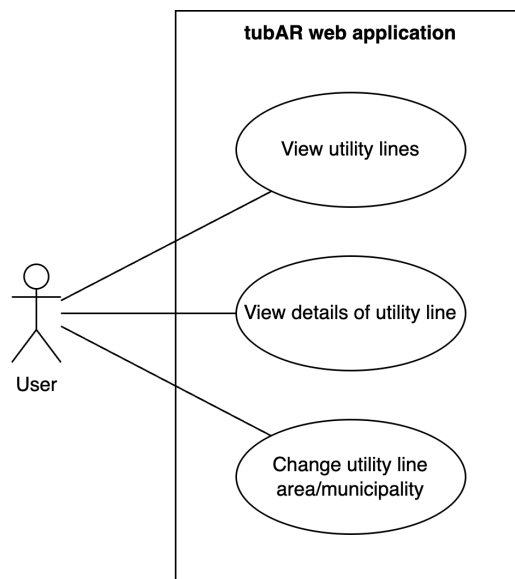 tubAR web application
View utility lines
View details of utility line
User
Change utility line
area/municipality